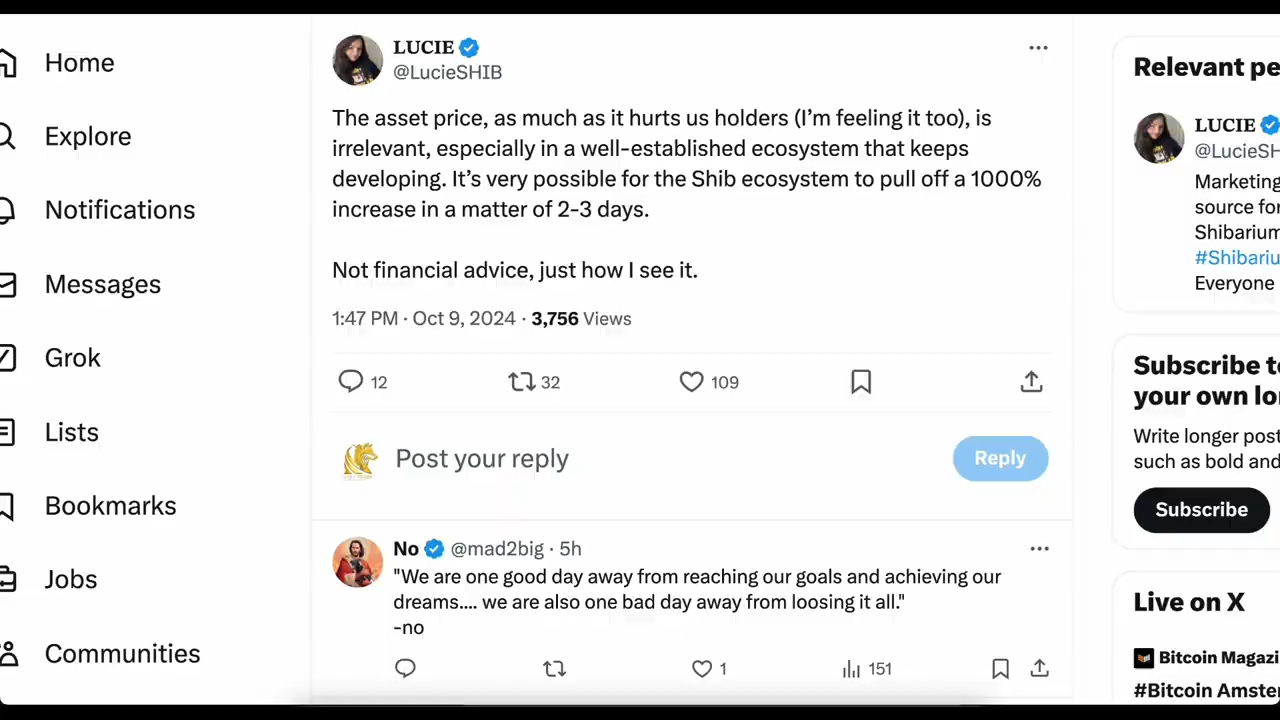 Home
Explore
Notifications
Messages
Grok
Lists
Bookmarks
Jobs
Communities
LUCIE
@LucieSHIB
The asset price, as much as it hurts us holders (I’m feeling it too), is
irrelevant, especially in a well-established ecosystem that keeps
developing. It’s very possible for the Shib ecosystem to pull off a 1000%
increase in a matter of 2-3 days.
Not financial advice, just how I see it.
1:47 PM · Oct 9, 2024 · 3,756 Views
12 32 109
Post your reply
Reply
No @mad2big · 5h
"We are one good day away from reaching our goals and achieving our
dreams.... we are also one bad day away from loosing it all."
-no
1 151
Relevant pe
LUCIE
@LucieSH
Marketing
source for
Shibarium
#Shibariu
Everyone
Subscribe to
your own lo
Write longer post
such as bold and
Subscribe
Live on X
Bitcoin Magazi
#Bitcoin Amster